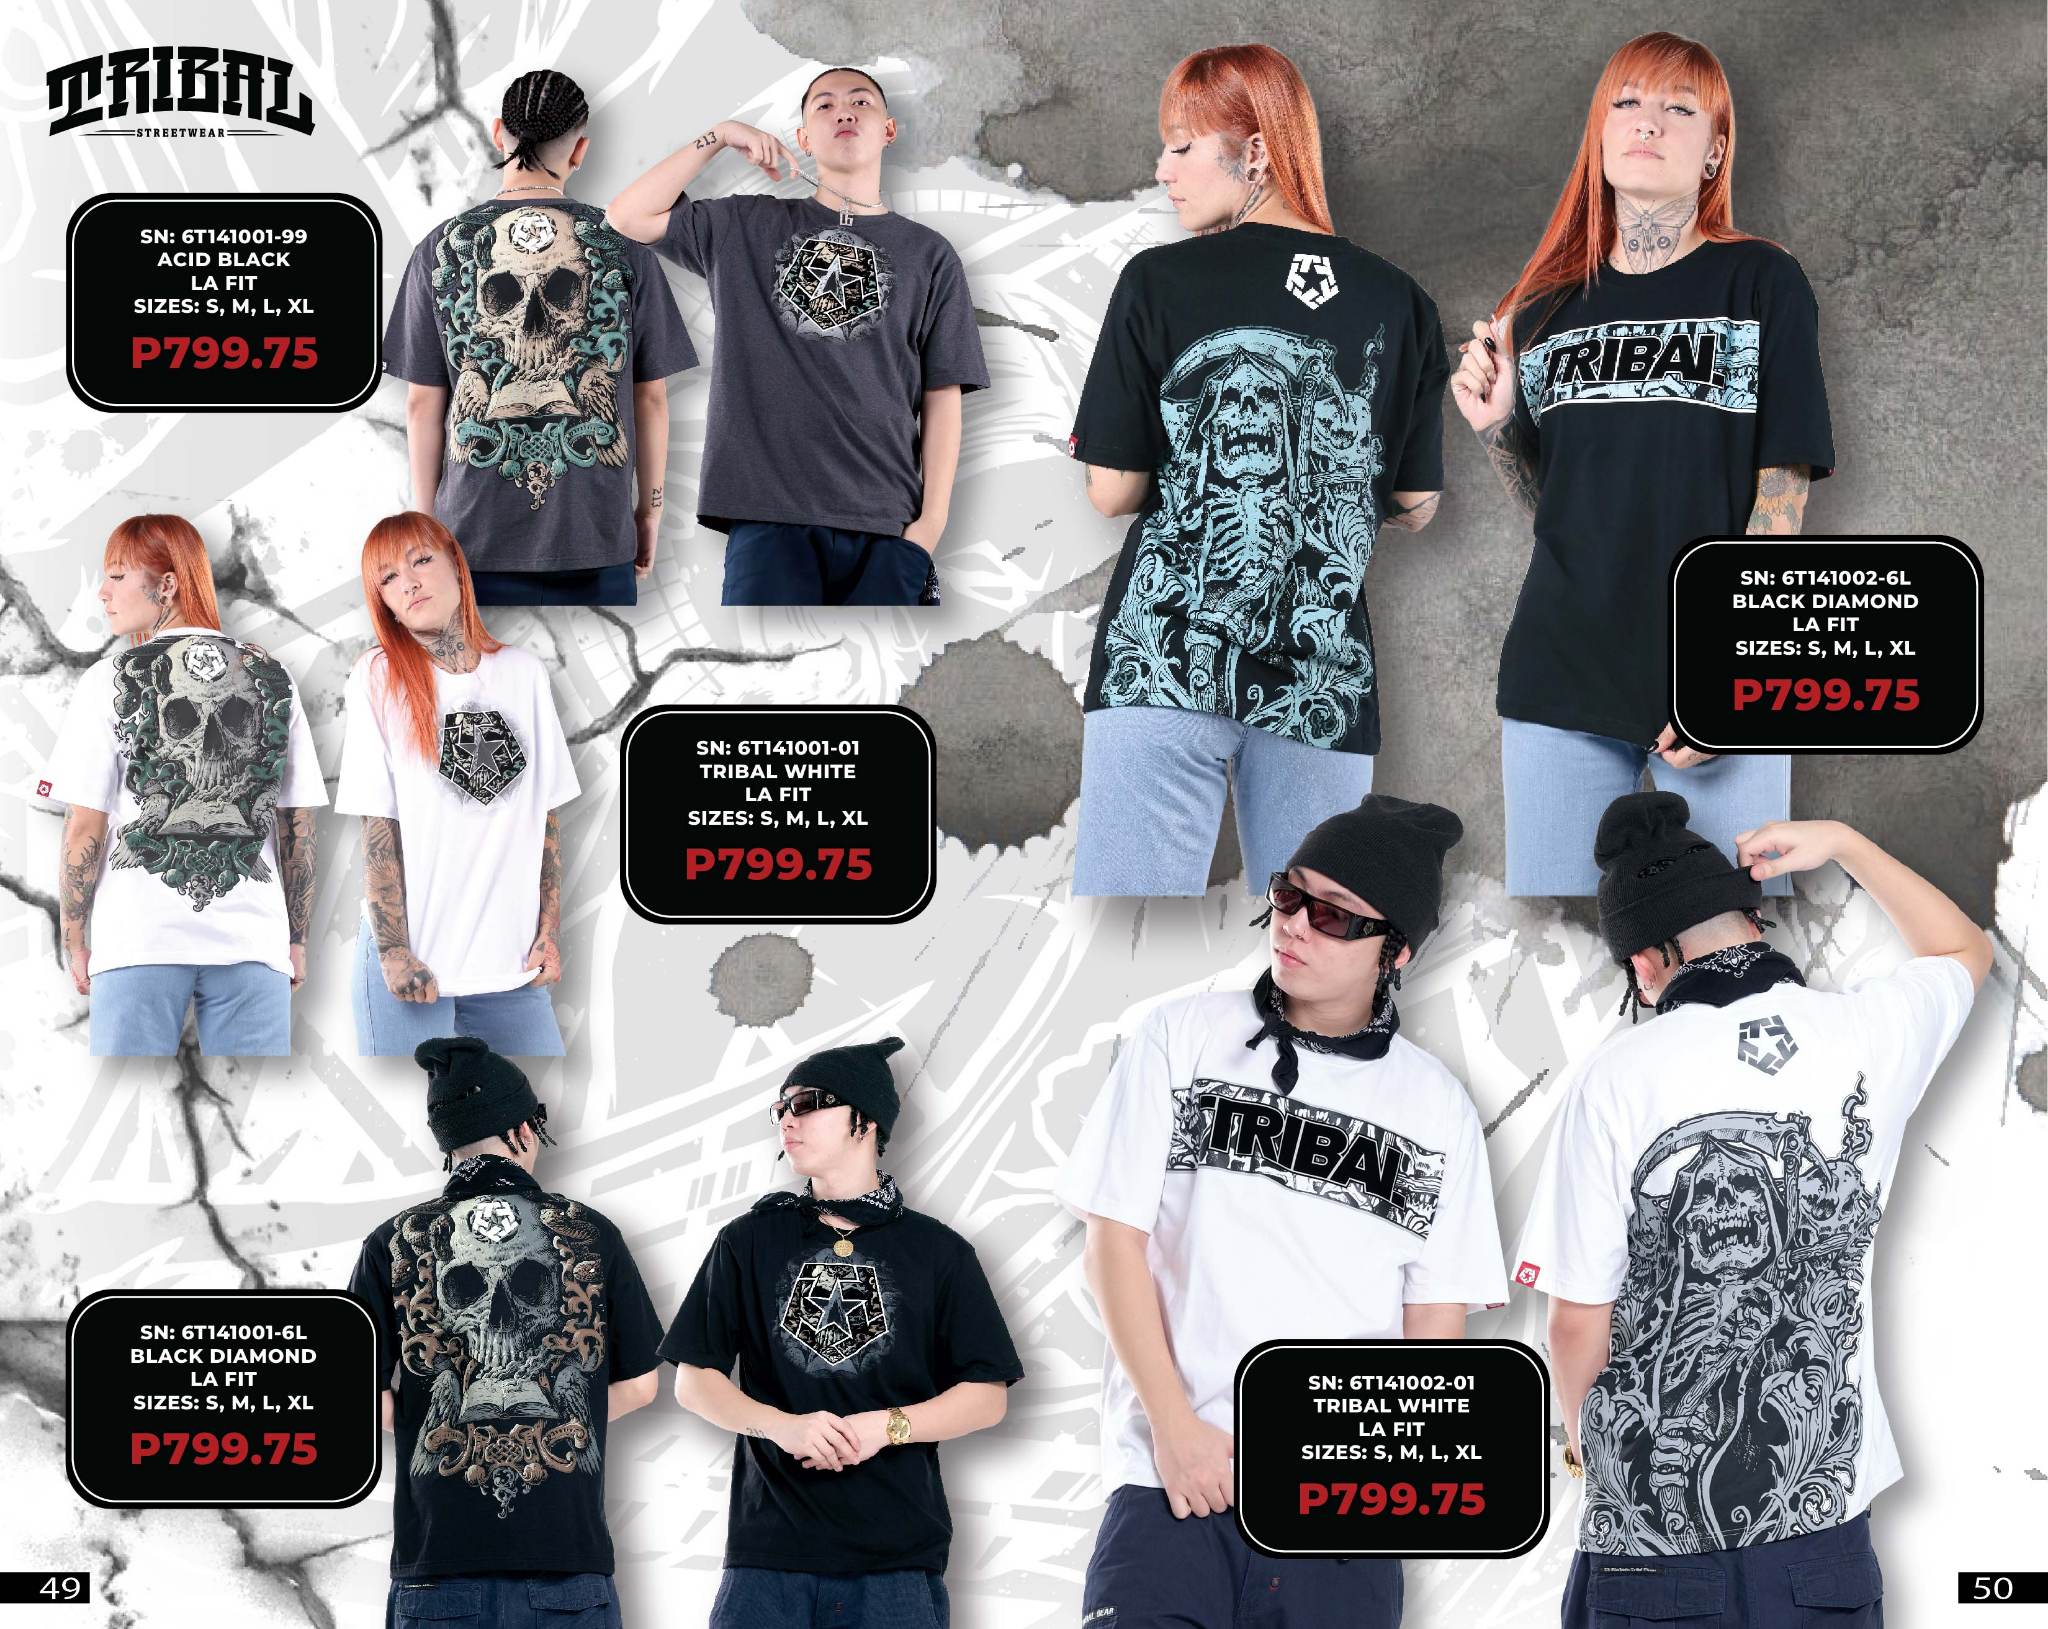 TRIBAL
STREETWEAR
SN: 6T141001-99
ACID BLACK
LA FIT
SIZES: S, M, L, XL
P799.75
213
213
SN: 6T141001-01
TRIBAL WHITE
LA FIT
SIZES: S, M, L, XL
P799.75
SN: 6T141001-6L
BLACK DIAMOND
LA FIT
SIZES: S, M, L, XL
P799.75
49
TRIBAL
SN: 6T141002-6L
BLACK DIAMOND
LA FIT
SIZES: S, M, L, XL
P799.75
TRIBAL
SN: 6T141002-01
TRIBAL WHITE
LA FIT
SIZES: S, M, L, XL
P799.75
50